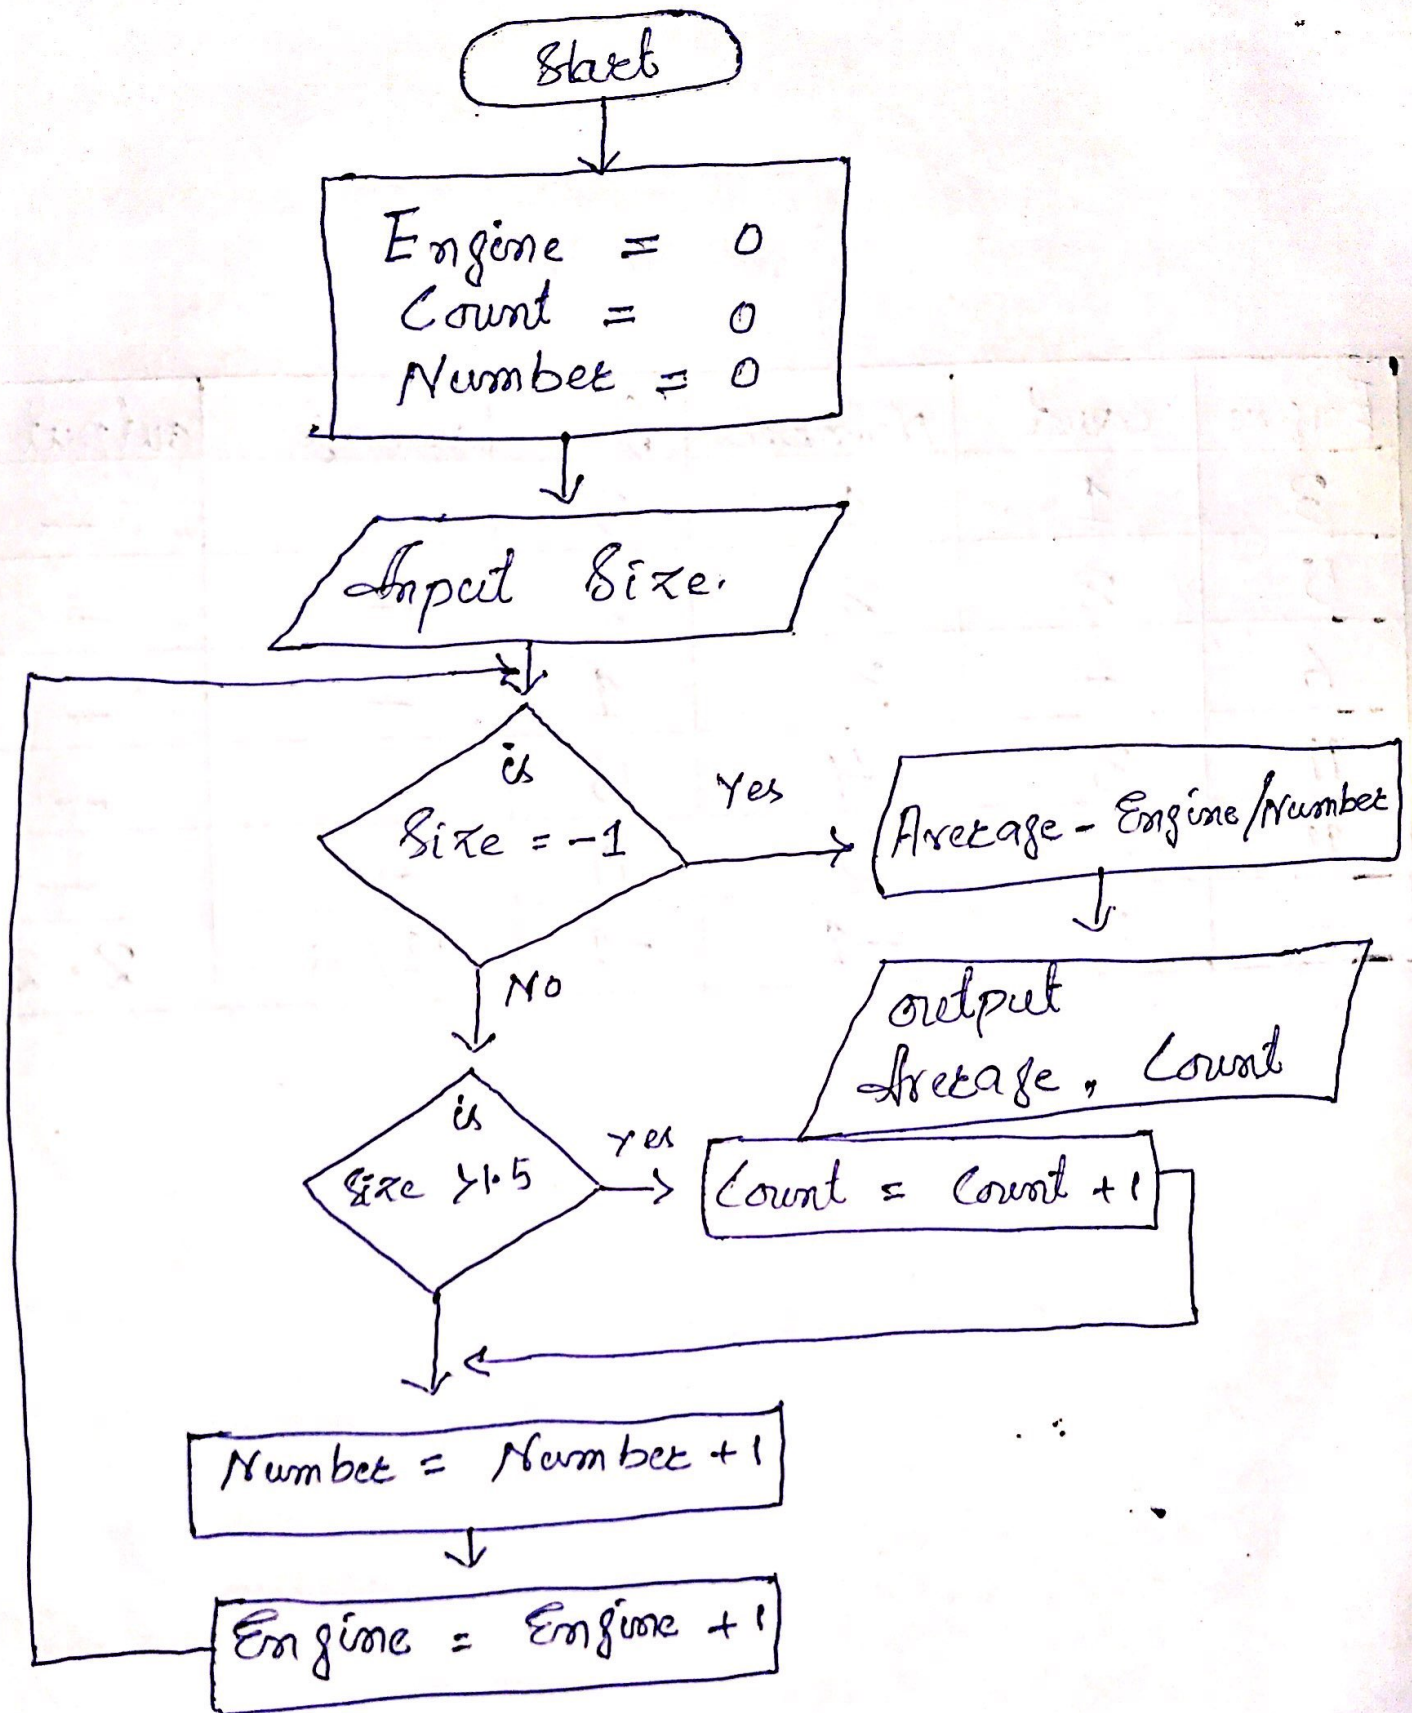 Start
Engine = 0
Count = 0
Number = 0
Input Size.
is
Size = -1
Yes
Average - Engine/Number
No
output
Average, Count
is
Size >1.5
yes
Count = Count +1
Number = Number +1
Engine = Engine +1